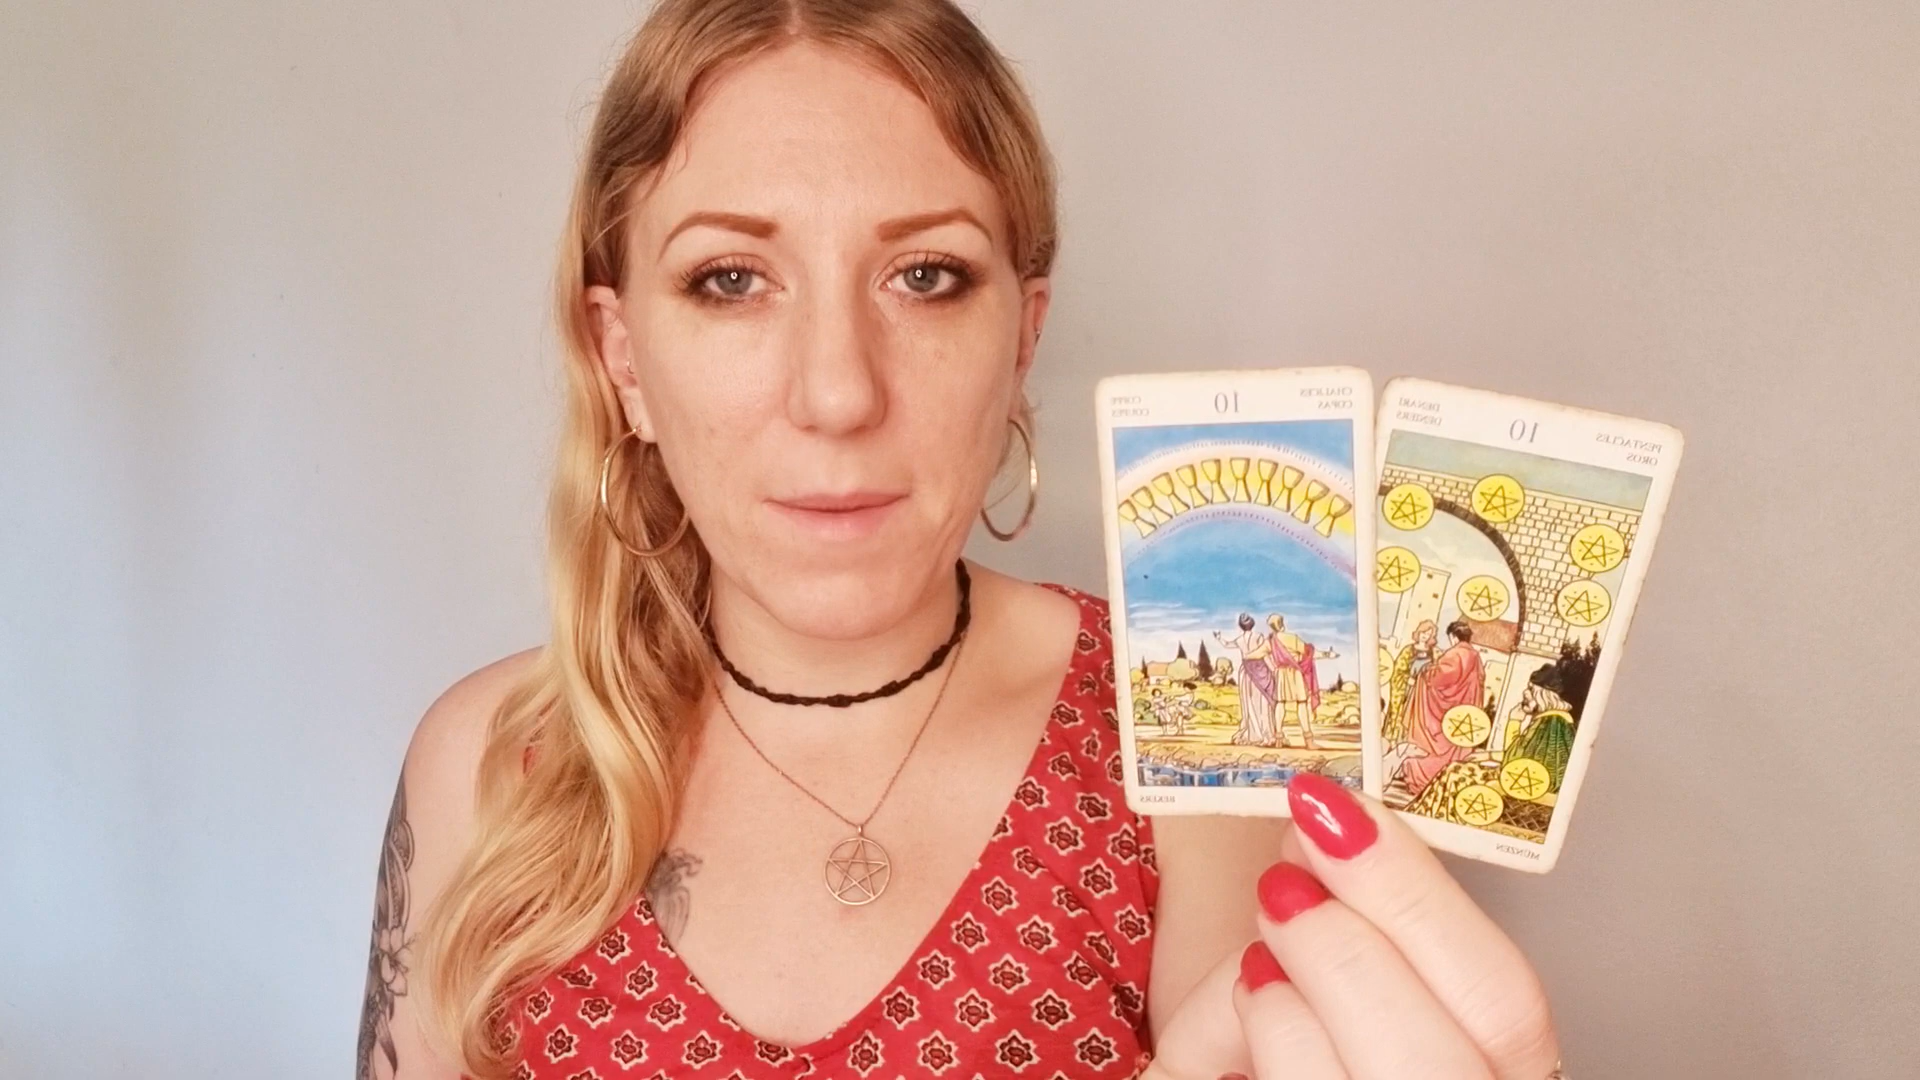 COPPE 10 CHALICES
COUPES COPAS
BEKERS
DENARI 10 PENTACLES
DENIERS OROS
MÜNZEN